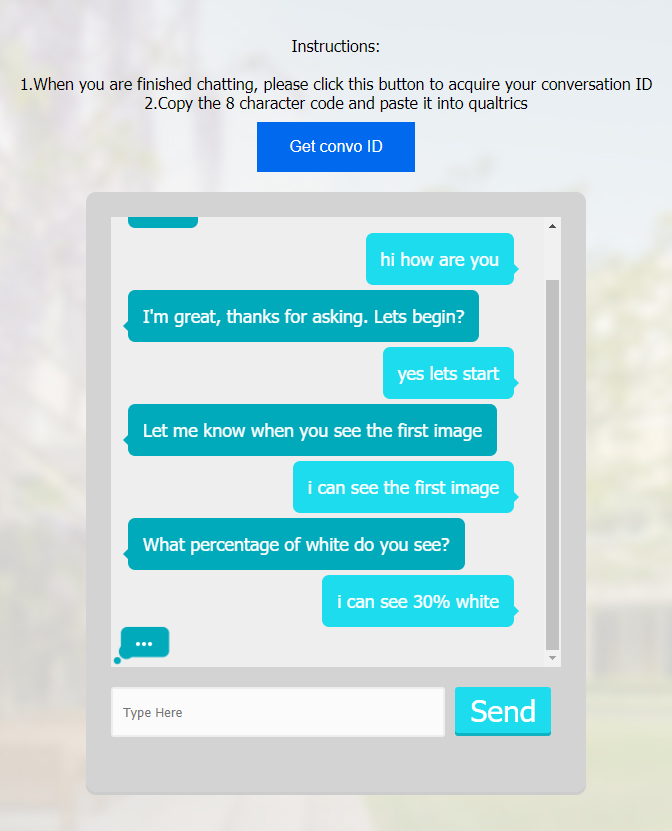 Instructions:
1.When you are finished chatting, please click this button to acquire your conversation ID
2.Copy the 8 character code and paste it into qualtrics
Get convo ID
hi how are you
I'm great, thanks for asking. Lets begin?
yes lets start
Let me know when you see the first image
i can see the first image
What percentage of white do you see?
i can see 30% white
...
Type Here
Send